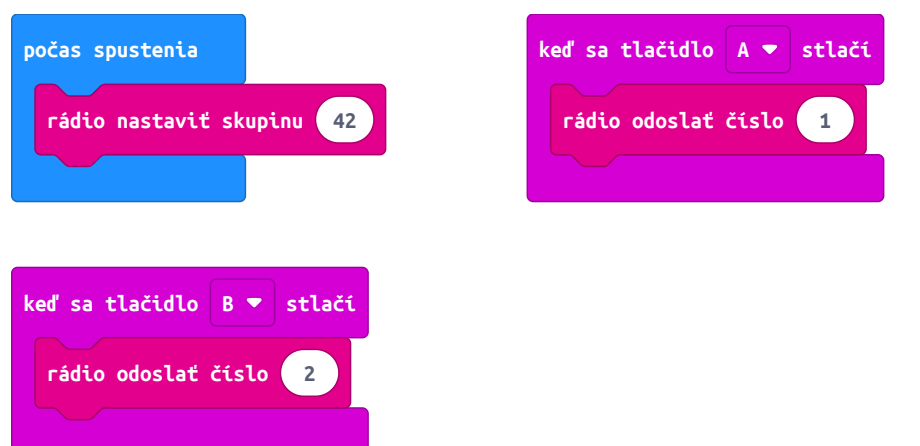 počas spustenia
rádio nastaviť skupinu 42
keď sa tlačidlo A stlačí
rádio odoslať číslo 1
keď sa tlačidlo B stlačí
rádio odoslať číslo 2